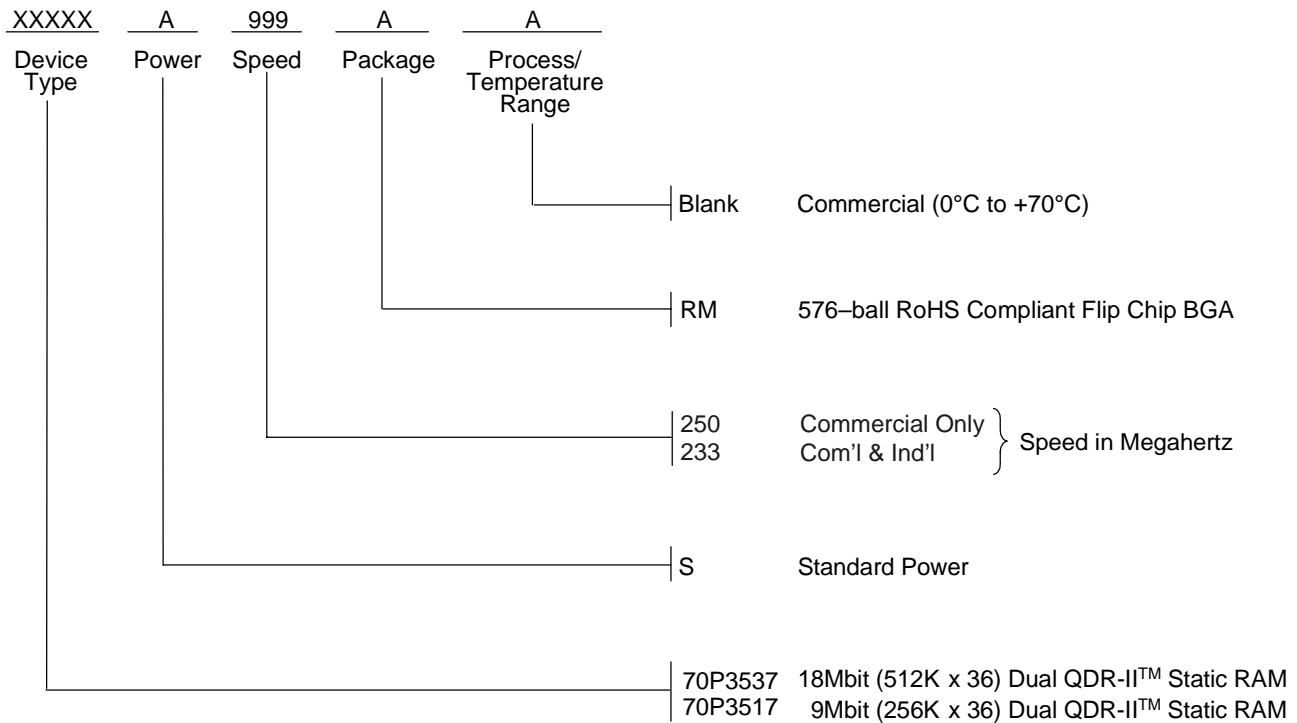 XXXXX A 999 A A
Device Type Power Speed Package Process/ Temperature Range
Blank Commercial (0°C to +70°C)
RM 576–ball RoHS Compliant Flip Chip BGA
250 Commercial Only
233 Com’l & Ind’l
Speed in Megahertz
S Standard Power
70P3537 18Mbit (512K x 36) Dual QDR-II™ Static RAM
70P3517 9Mbit (256K x 36) Dual QDR-II™ Static RAM